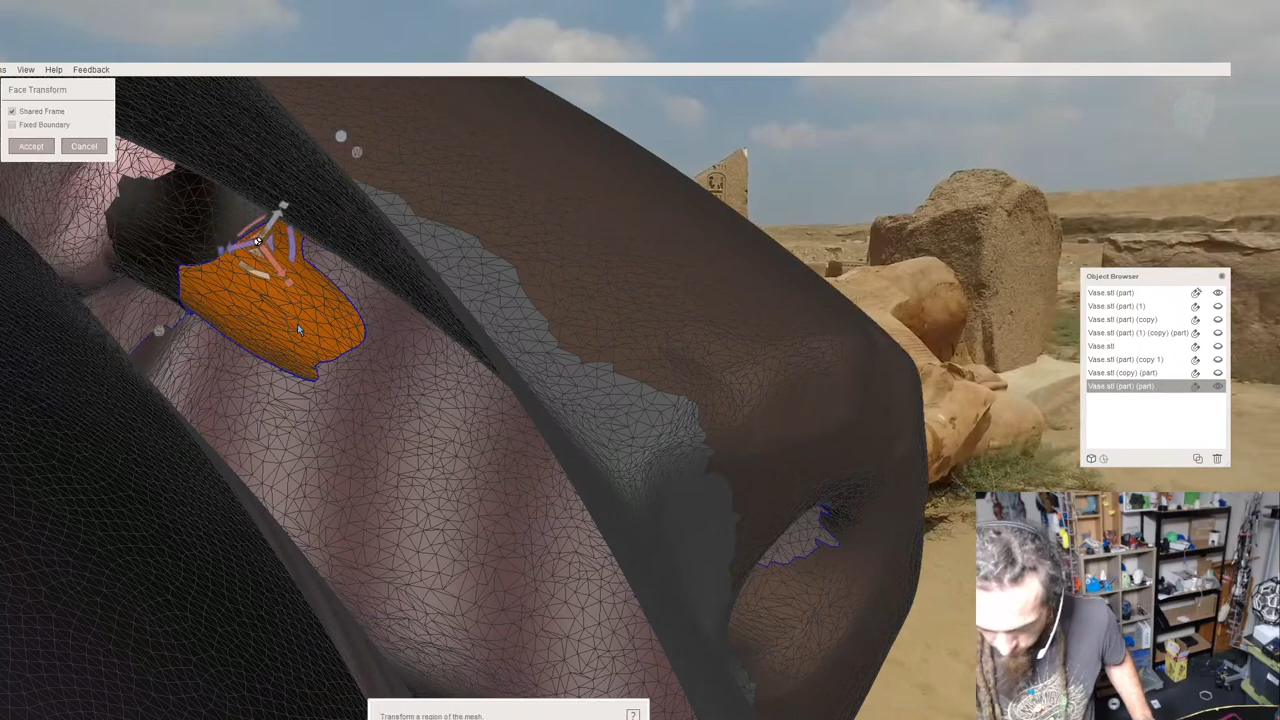 View Help Feedback
Face Transform
Shared Frame
Fixed Boundary
Accept Cancel
W
Object Browser
Vase.stl (part)
Vase.stl (part) (1)
Vase.stl (part) (copy)
Vase.stl (part) (1) (copy) (part)
Vase.stl
Vase.stl (part) (copy 1)
Vase.stl (copy) (part)
Vase.stl (part) (part)
Transform a region of the mesh. ?